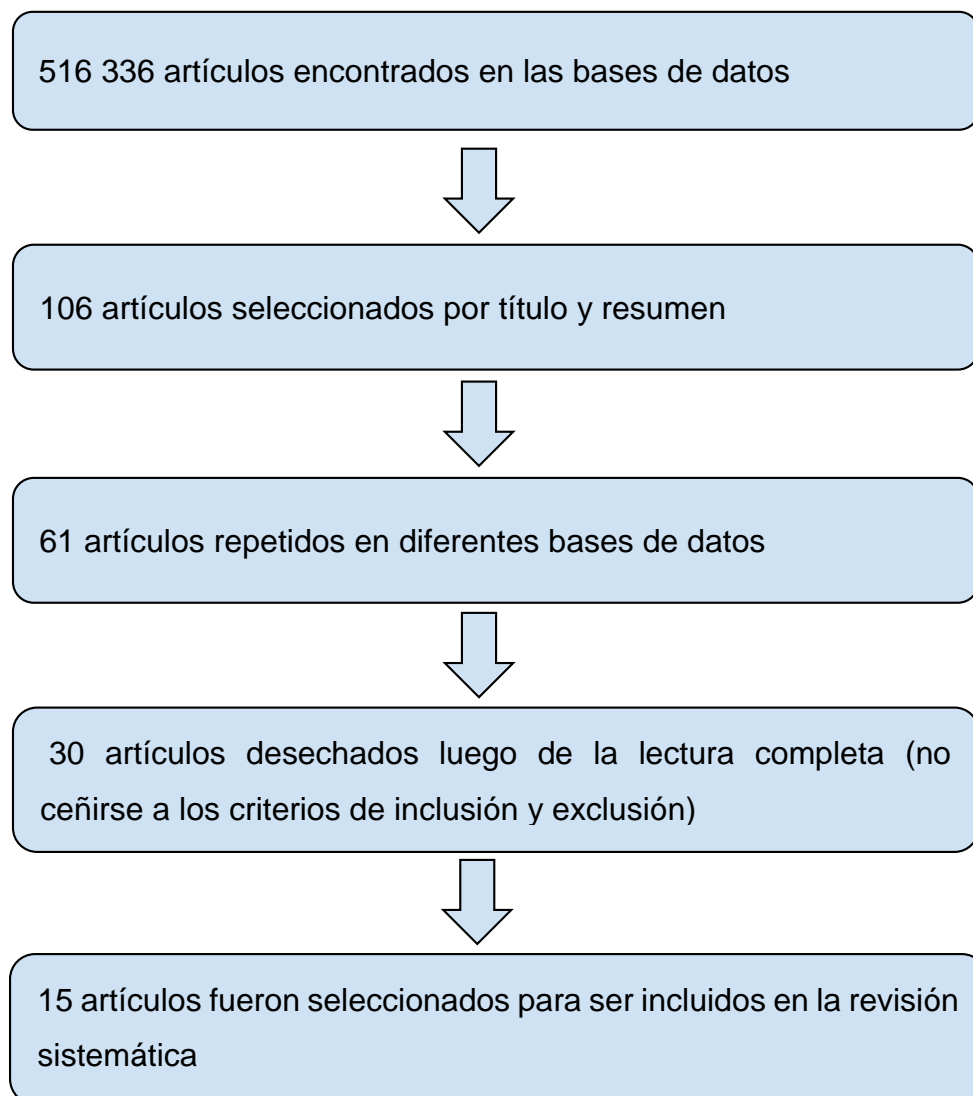 516 336 artículos encontrados en las bases de datos
106 artículos seleccionados por título y resumen
61 artículos repetidos en diferentes bases de datos
30 artículos desechados luego de la lectura completa (no
ceñirse a los criterios de inclusión y exclusión)
15 artículos fueron seleccionados para ser incluidos en la revisión
sistemática